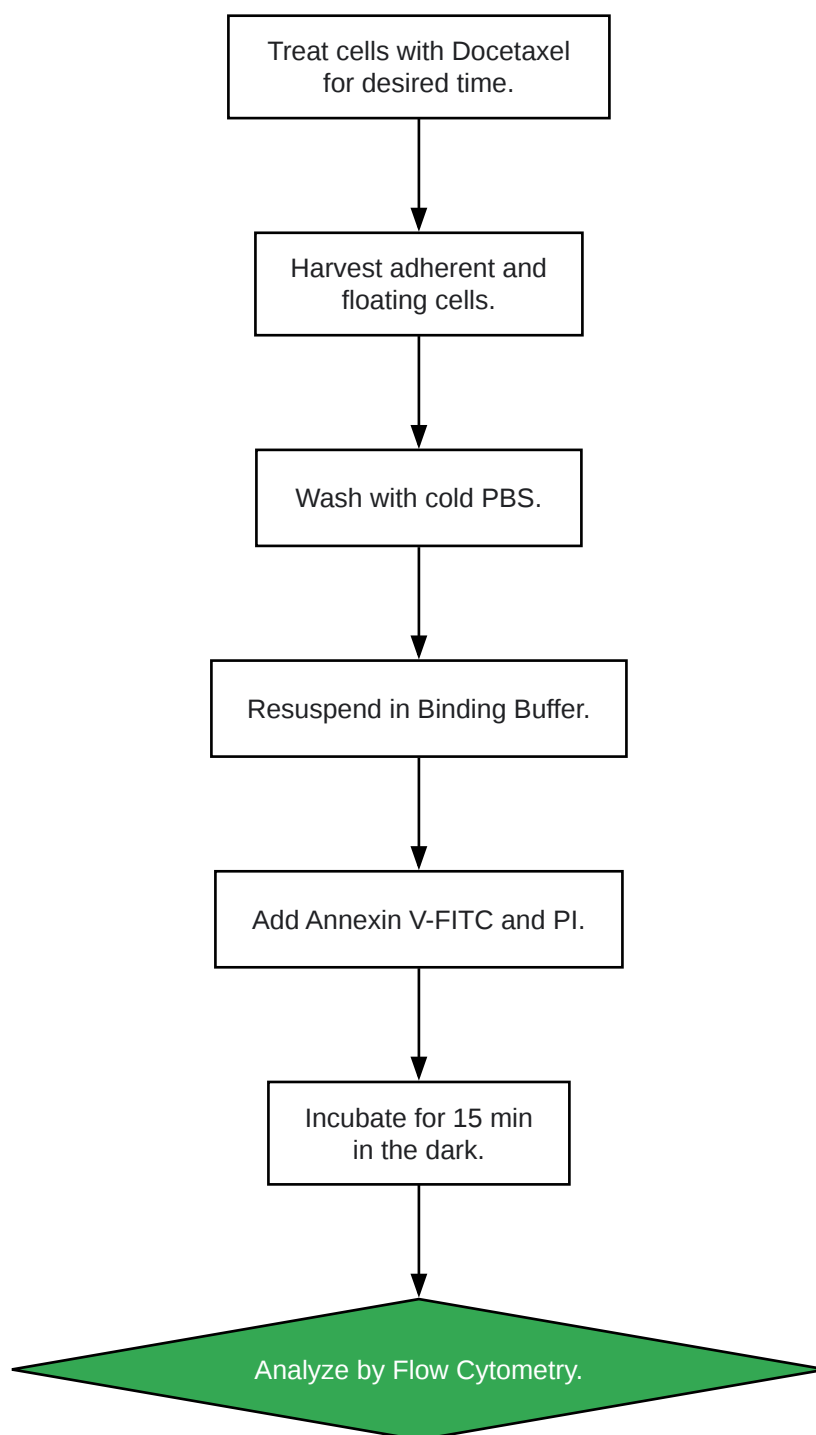 Treat cells with Docetaxel
for desired time.
Harvest adherent and
floating cells.
Wash with cold PBS.
Resuspend in Binding Buffer.
Add Annexin V-FITC and PI.
Incubate for 15 min
in the dark.
Analyze by Flow Cytometry.